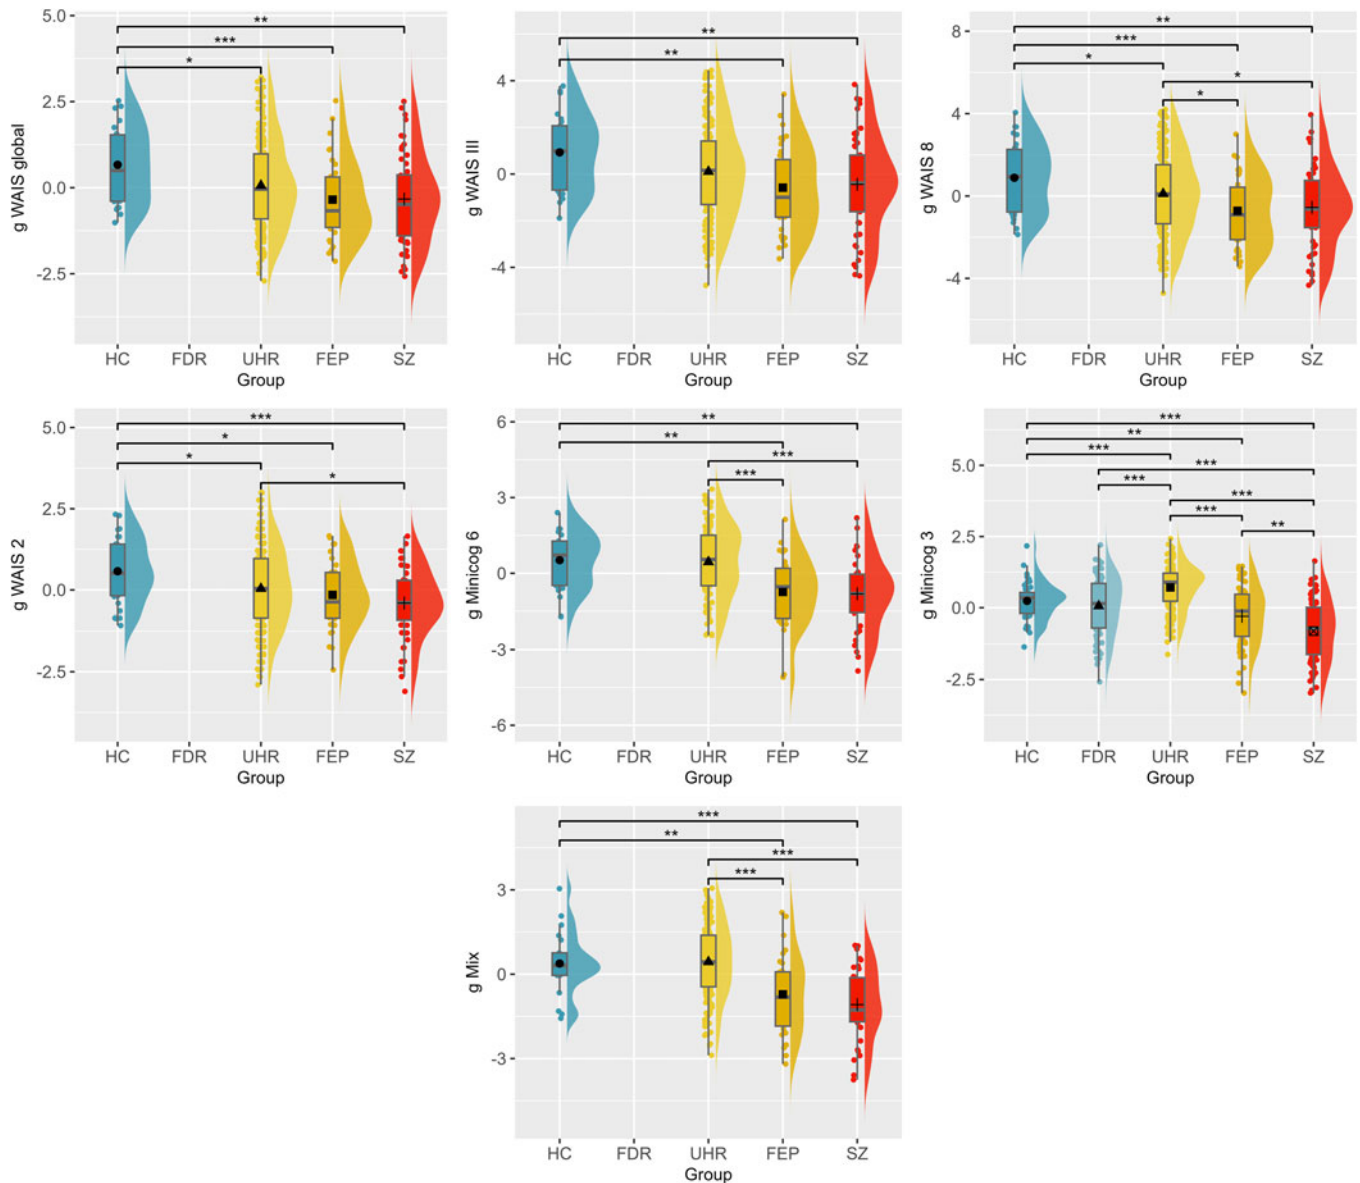 5.0
2.5
0.0
-2.5
g WAIS global
**
***
*
HC FDR UHR FEP SZ
Group
4
0
-4
g WAIS III
**
**
HC FDR UHR FEP SZ
Group
8
4
0
-4
g WAIS 8
**
***
*
*
*
HC FDR UHR FEP SZ
Group
5.0
2.5
0.0
-2.5
g WAIS 2
***
*
*
*
HC FDR UHR FEP SZ
Group
6
3
0
-3
-6
g Minicog 6
**
**
***
***
HC FDR UHR FEP SZ
Group
5.0
2.5
0.0
-2.5
g Minicog 3
***
**
***
***
***
***
***
**
HC FDR UHR FEP SZ
Group
3
0
-3
g Mix
***
**
***
***
HC FDR UHR FEP SZ
Group